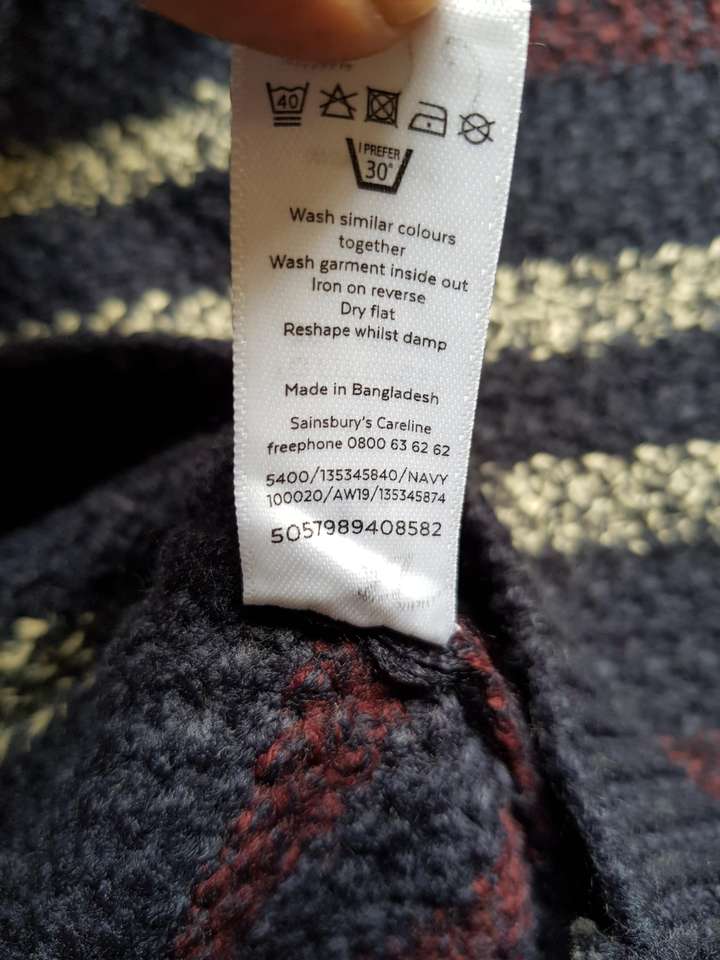 40
I PREFER
30°
Wash similar colours
together
Wash garment inside out
Iron on reverse
Dry flat
Reshape whilst damp
Made in Bangladesh
Sainsbury's Careline
freephone 0800 63 62 62
5400/135345840/NAVY
100020/AW19/135345874
5057989408582